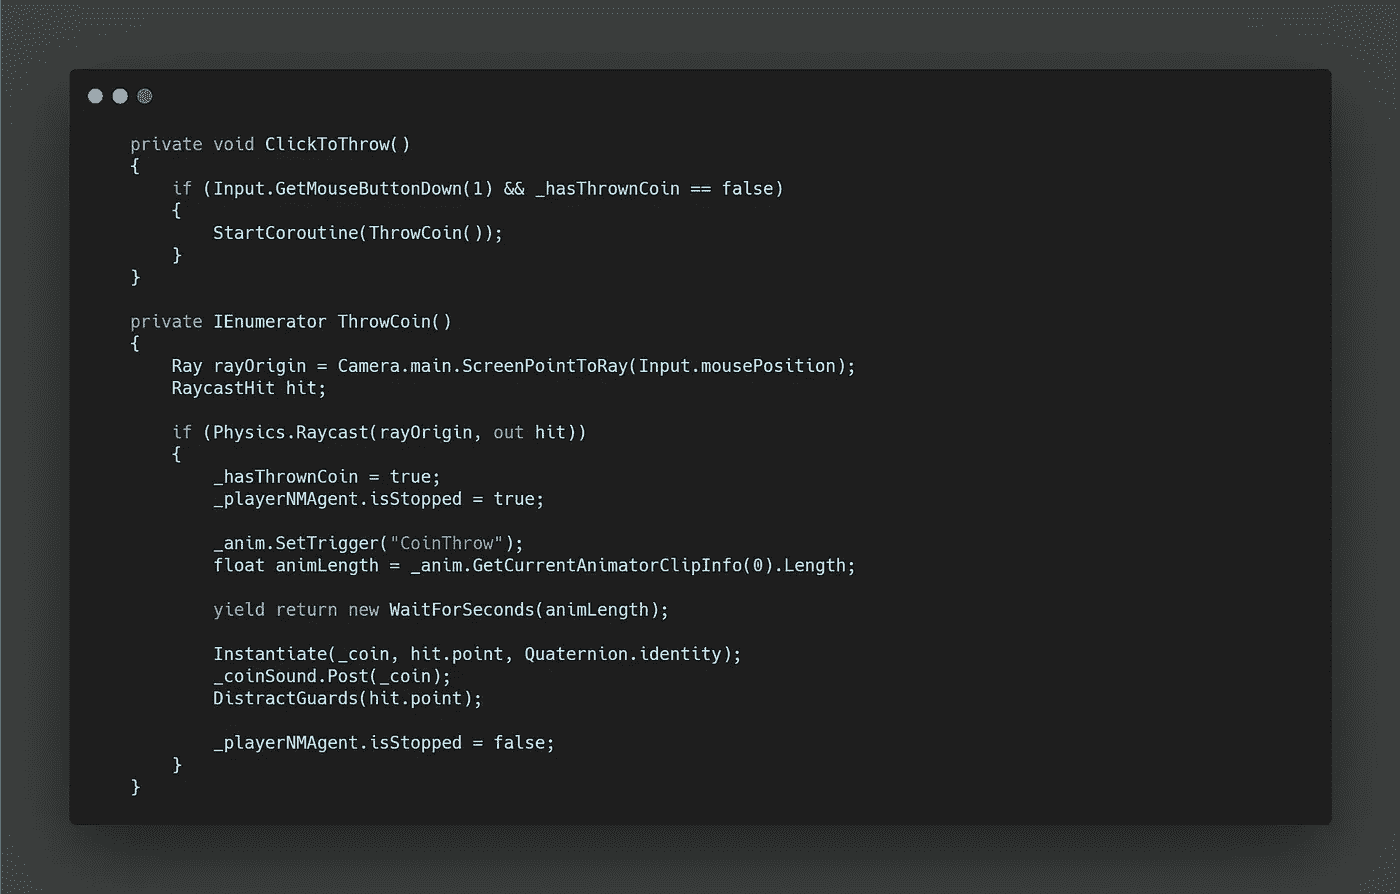 private void ClickToThrow()
{
    if (Input.GetMouseButtonDown(1) && _hasThrownCoin == false)
    {
        StartCoroutine(ThrowCoin());
    }
}

private IEnumerator ThrowCoin()
{
    Ray rayOrigin = Camera.main.ScreenPointToRay(Input.mousePosition);
    RaycastHit hit;

    if (Physics.Raycast(rayOrigin, out hit))
    {
        _hasThrownCoin = true;
        _playerNMAgent.isStopped = true;

        _anim.SetTrigger("CoinThrow");
        float animLength = _anim.GetCurrentAnimatorClipInfo(0).Length;

        yield return new WaitForSeconds(animLength);

        Instantiate(_coin, hit.point, Quaternion.identity);
        _coinSound.Post(_coin);
        DistractGuards(hit.point);

        _playerNMAgent.isStopped = false;
    }
}